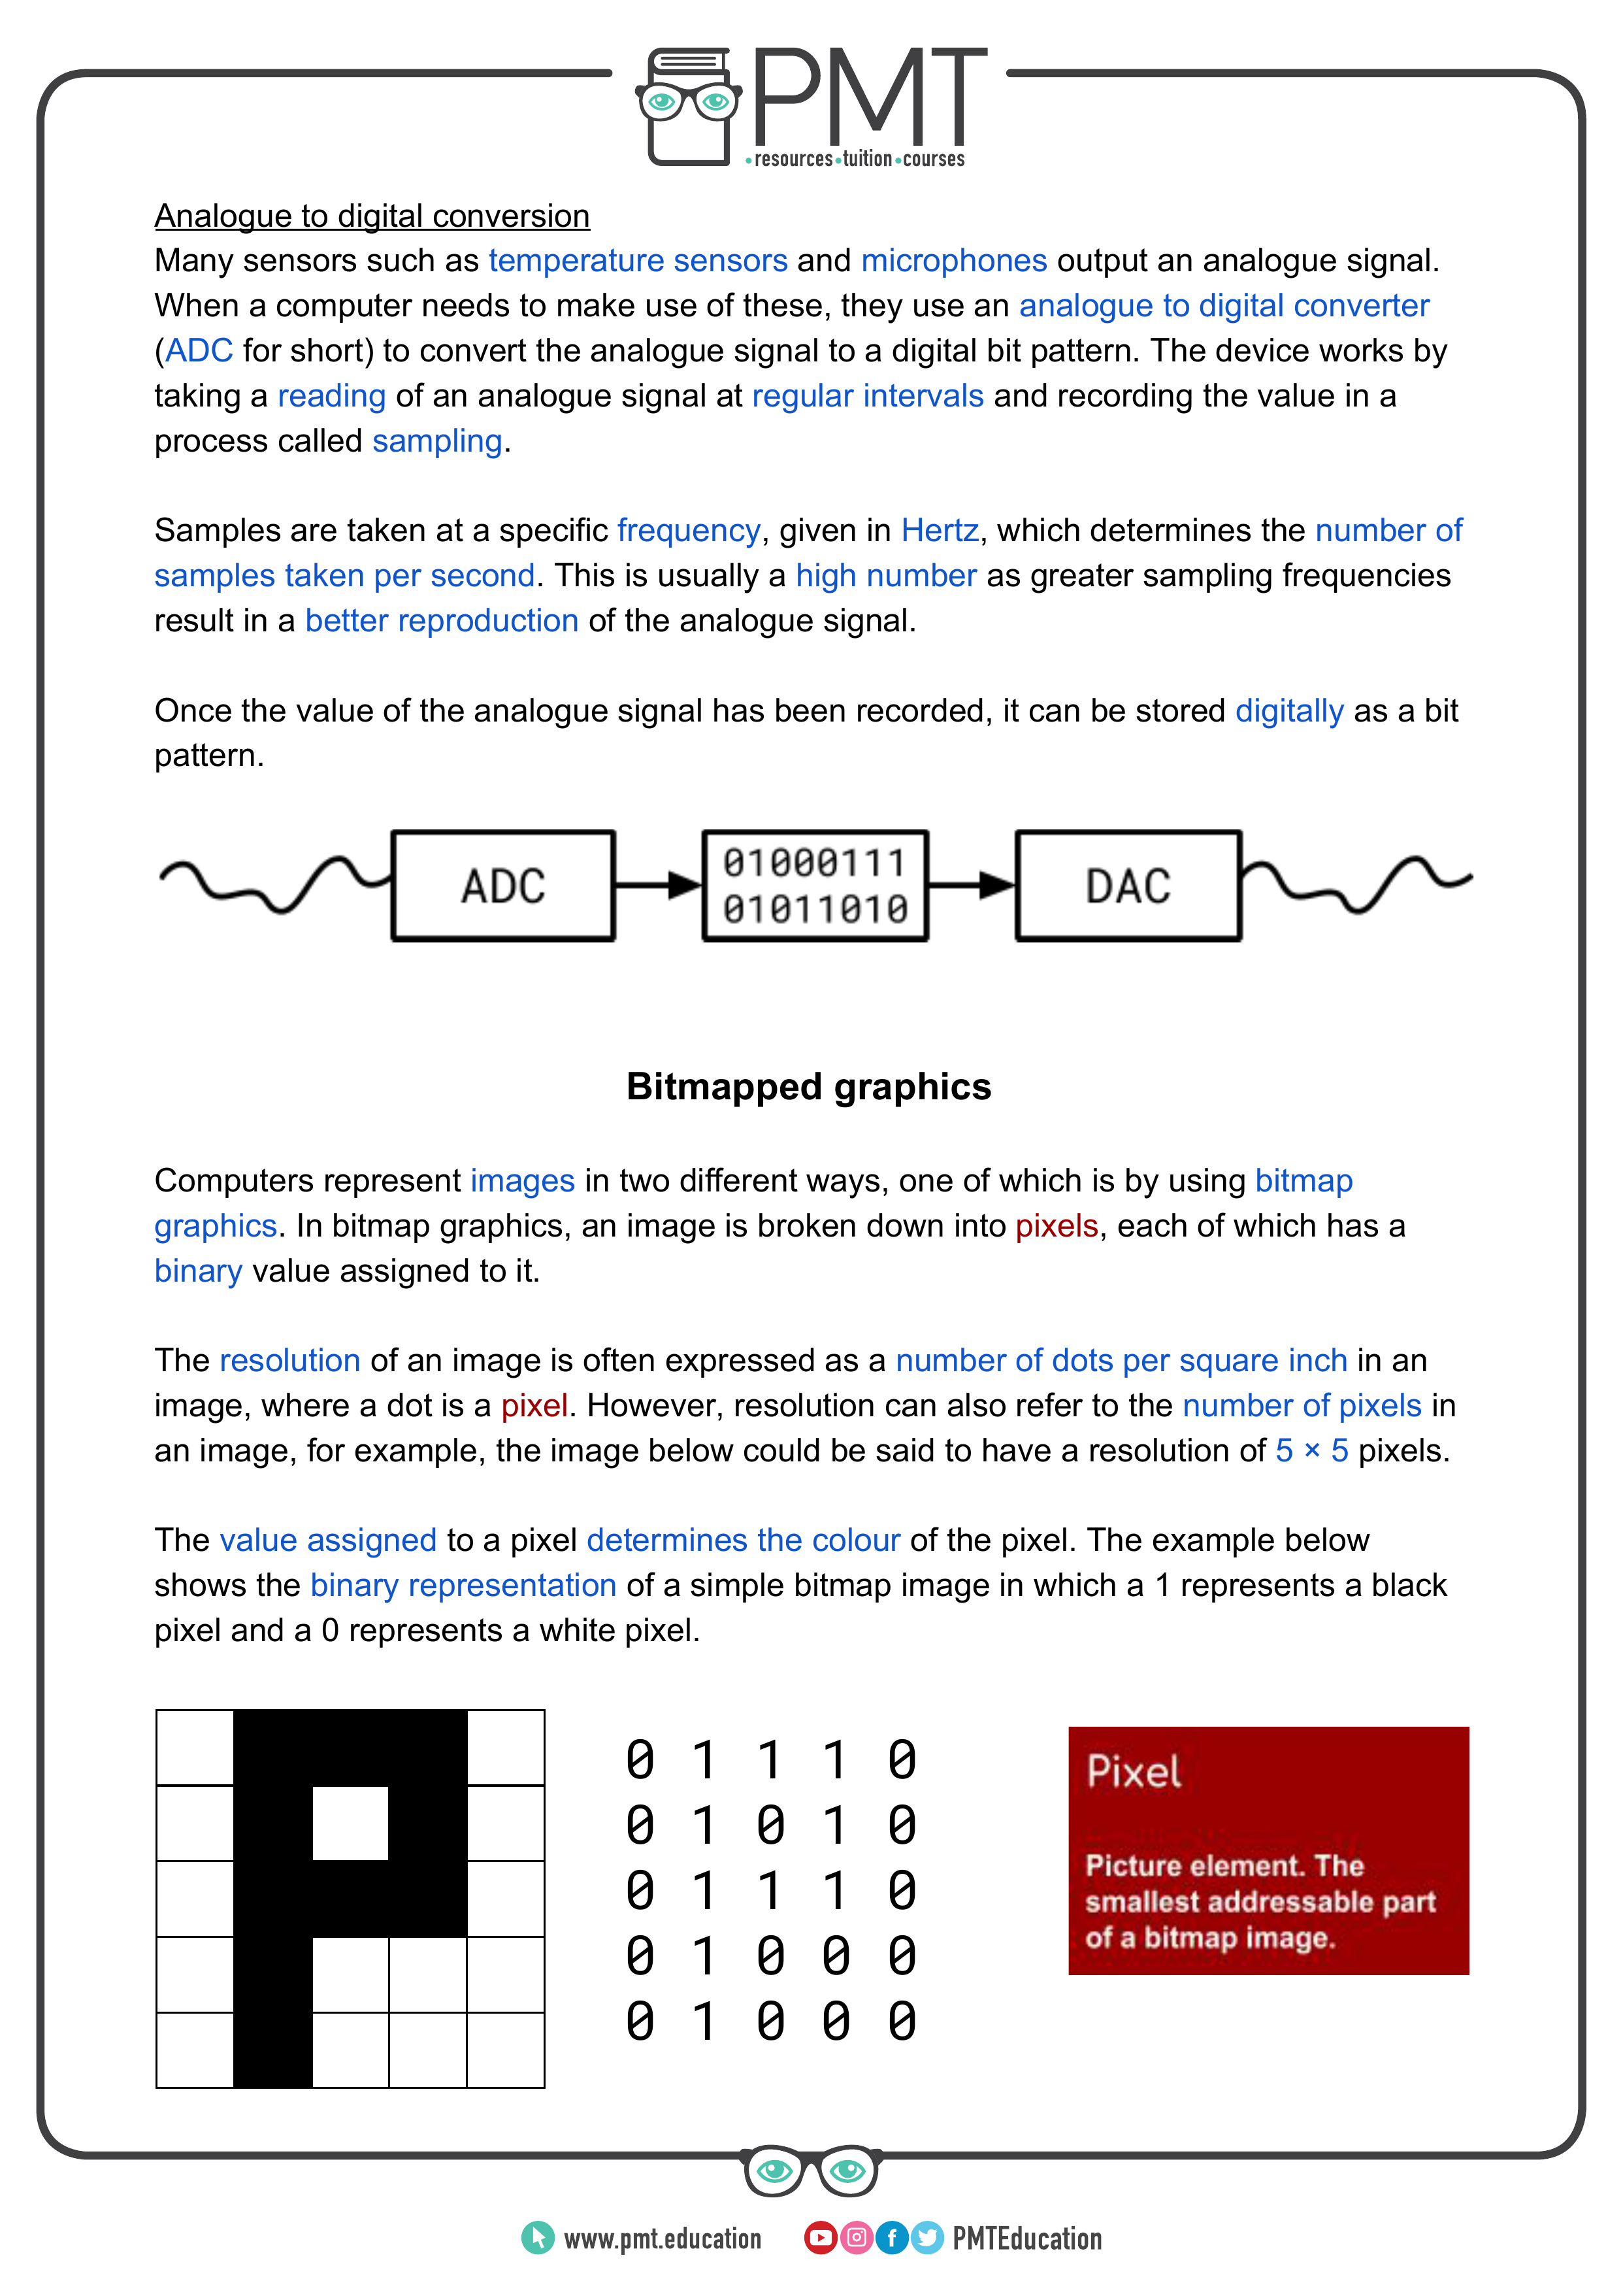 PMT
•resources•tuition•courses
Analogue to digital conversion
Many sensors such as temperature sensors and microphones output an analogue signal.
When a computer needs to make use of these, they use an analogue to digital converter
(ADC for short) to convert the analogue signal to a digital bit pattern. The device works by
taking a reading of an analogue signal at regular intervals and recording the value in a
process called sampling.
Samples are taken at a specific frequency, given in Hertz, which determines the number of
samples taken per second. This is usually a high number as greater sampling frequencies
result in a better reproduction of the analogue signal.
Once the value of the analogue signal has been recorded, it can be stored digitally as a bit
pattern.
ADC
01000111
01011010
DAC
Bitmapped graphics
Computers represent images in two different ways, one of which is by using bitmap
graphics. In bitmap graphics, an image is broken down into pixels, each of which has a
binary value assigned to it.
The resolution of an image is often expressed as a number of dots per square inch in an
image, where a dot is a pixel. However, resolution can also refer to the number of pixels in
an image, for example, the image below could be said to have a resolution of 5 × 5 pixels.
The value assigned to a pixel determines the colour of the pixel. The example below
shows the binary representation of a simple bitmap image in which a 1 represents a black
pixel and a 0 represents a white pixel.
0 1 1 1 0
0 1 0 1 0
0 1 1 1 0
0 1 0 0 0
0 1 0 0 0
Pixel
Picture element. The
smallest addressable part
of a bitmap image.
www.pmt.education
PMTEducation